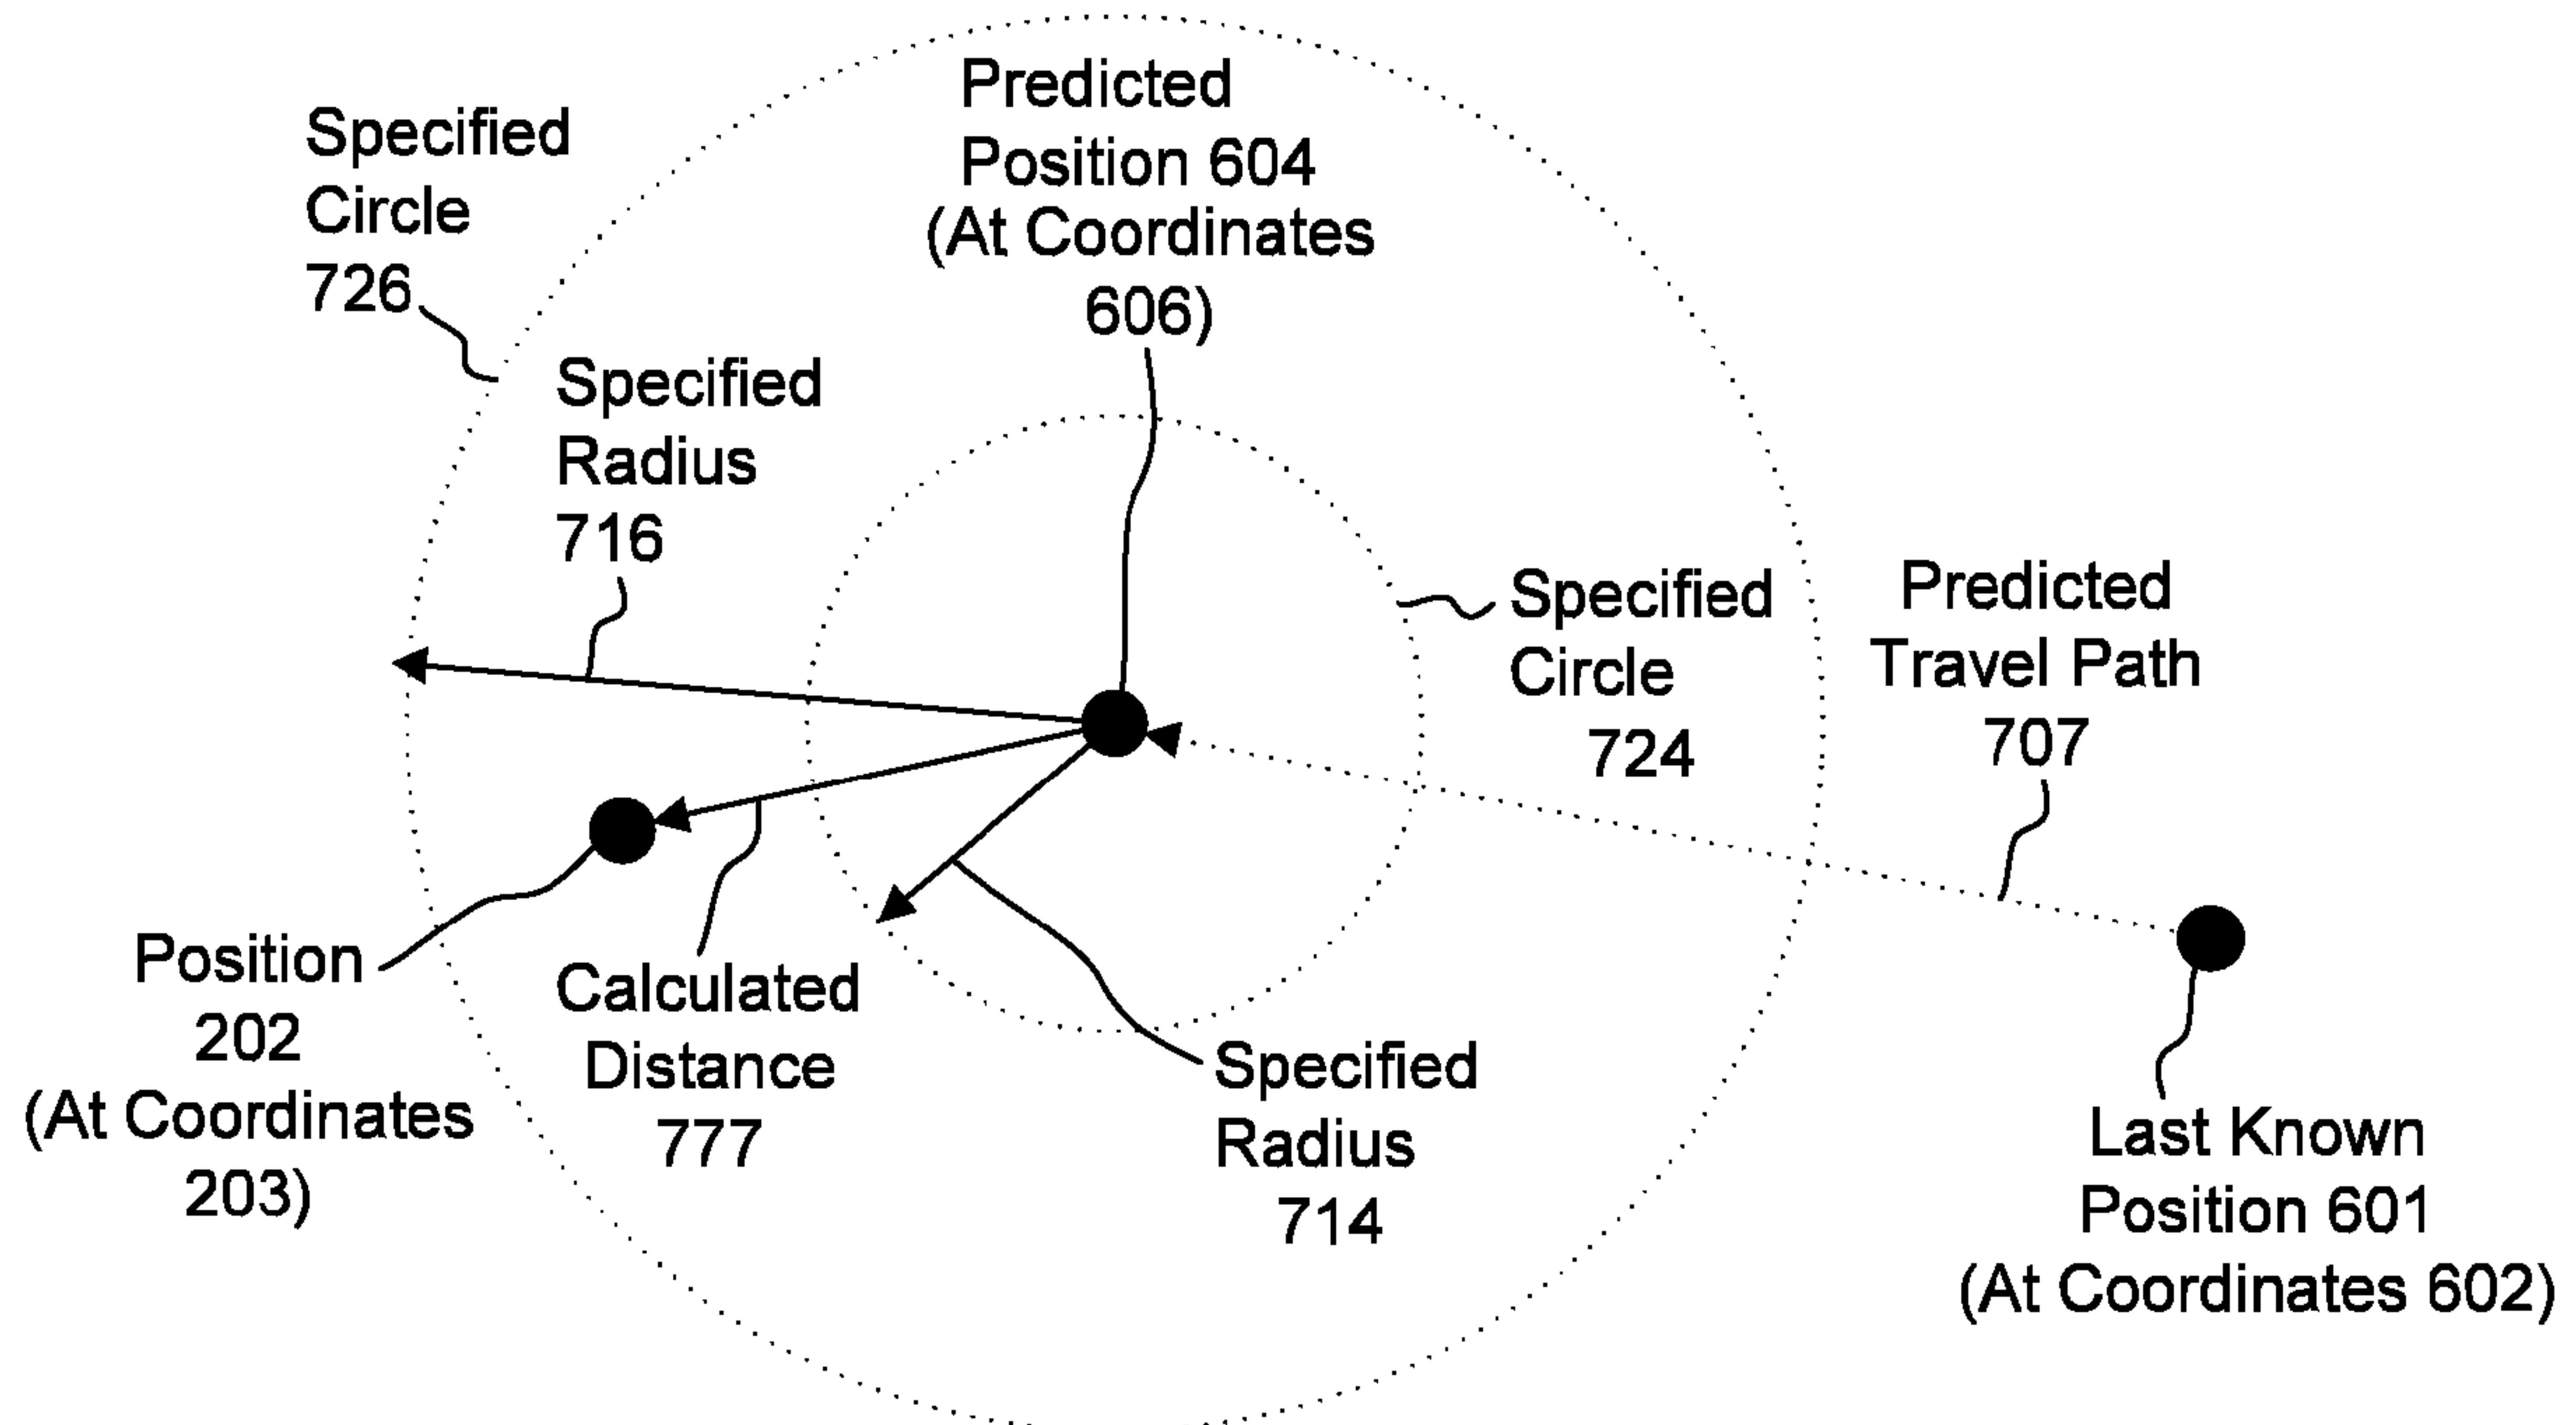 Predicted
Position 604
(At Coordinates
606)
Specified
Circle
726
Specified
Radius
716
Specified
Circle
724
Predicted
Travel Path
707
Position
202
(At Coordinates
203)
Calculated
Distance
777
Specified
Radius
714
Last Known
Position 601
(At Coordinates 602)